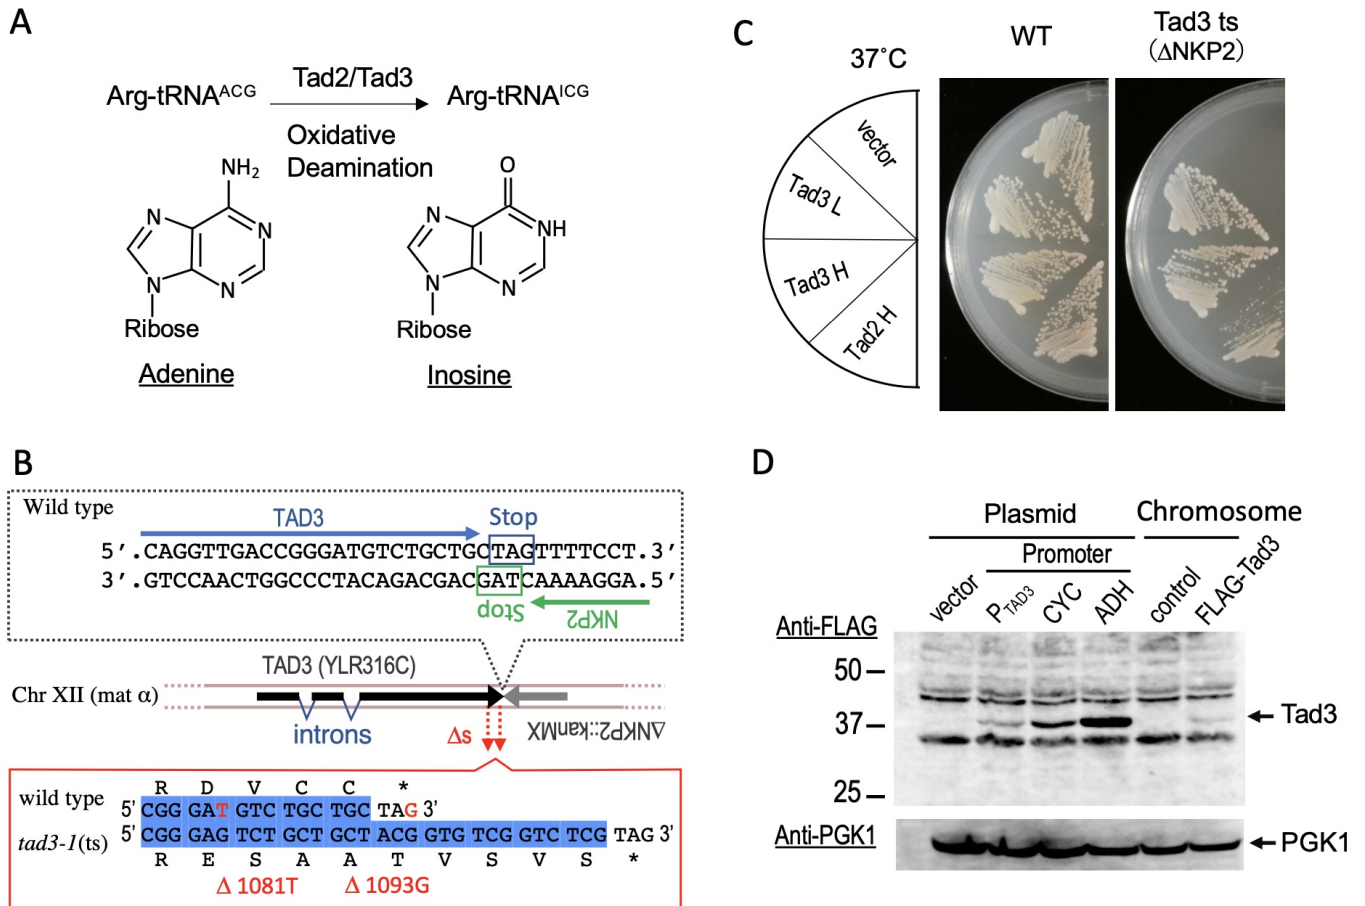 A
Arg-tRNAᴬᶜᴳ
Tad2/Tad3
Arg-tRNAᴵᶜᴳ
Oxidative
Deamination
NH₂
N
N
N
N
Ribose
Adenine
O
N
NH
N
N
Ribose
Inosine
B
Wild type
TAD3
Stop
5'.CAGGTTGACCGGGATGTCTGCTGCTAGTTTTCCT.3'
3'.GTCCAACTGGCCCTACAGACGACGATCAAAAGGA.5'
Stop
NKP2
TAD3 (YLR316C)
Chr XII (mat α)
introns
Δs
ΔNKP2::kanMX
R D V C C *
wild type 5' CGG GAT GTC TGC TGC TAG 3'
tad3-1(ts) 5' CGG GAG TCT GCT GCT ACG GTG TCG GTC TCG TAG 3'
R E S A A T V S V S *
Δ 1081T Δ 1093G
C
37˚C
WT
Tad3 ts
(ΔNKP2)
vector
Tad3 L
Tad3 H
Tad2 H
D
Plasmid
Chromosome
Promoter
vector
P_TAD3
CYC
ADH
control
FLAG-Tad3
Anti-FLAG
50
37
25
Tad3
Anti-PGK1
PGK1